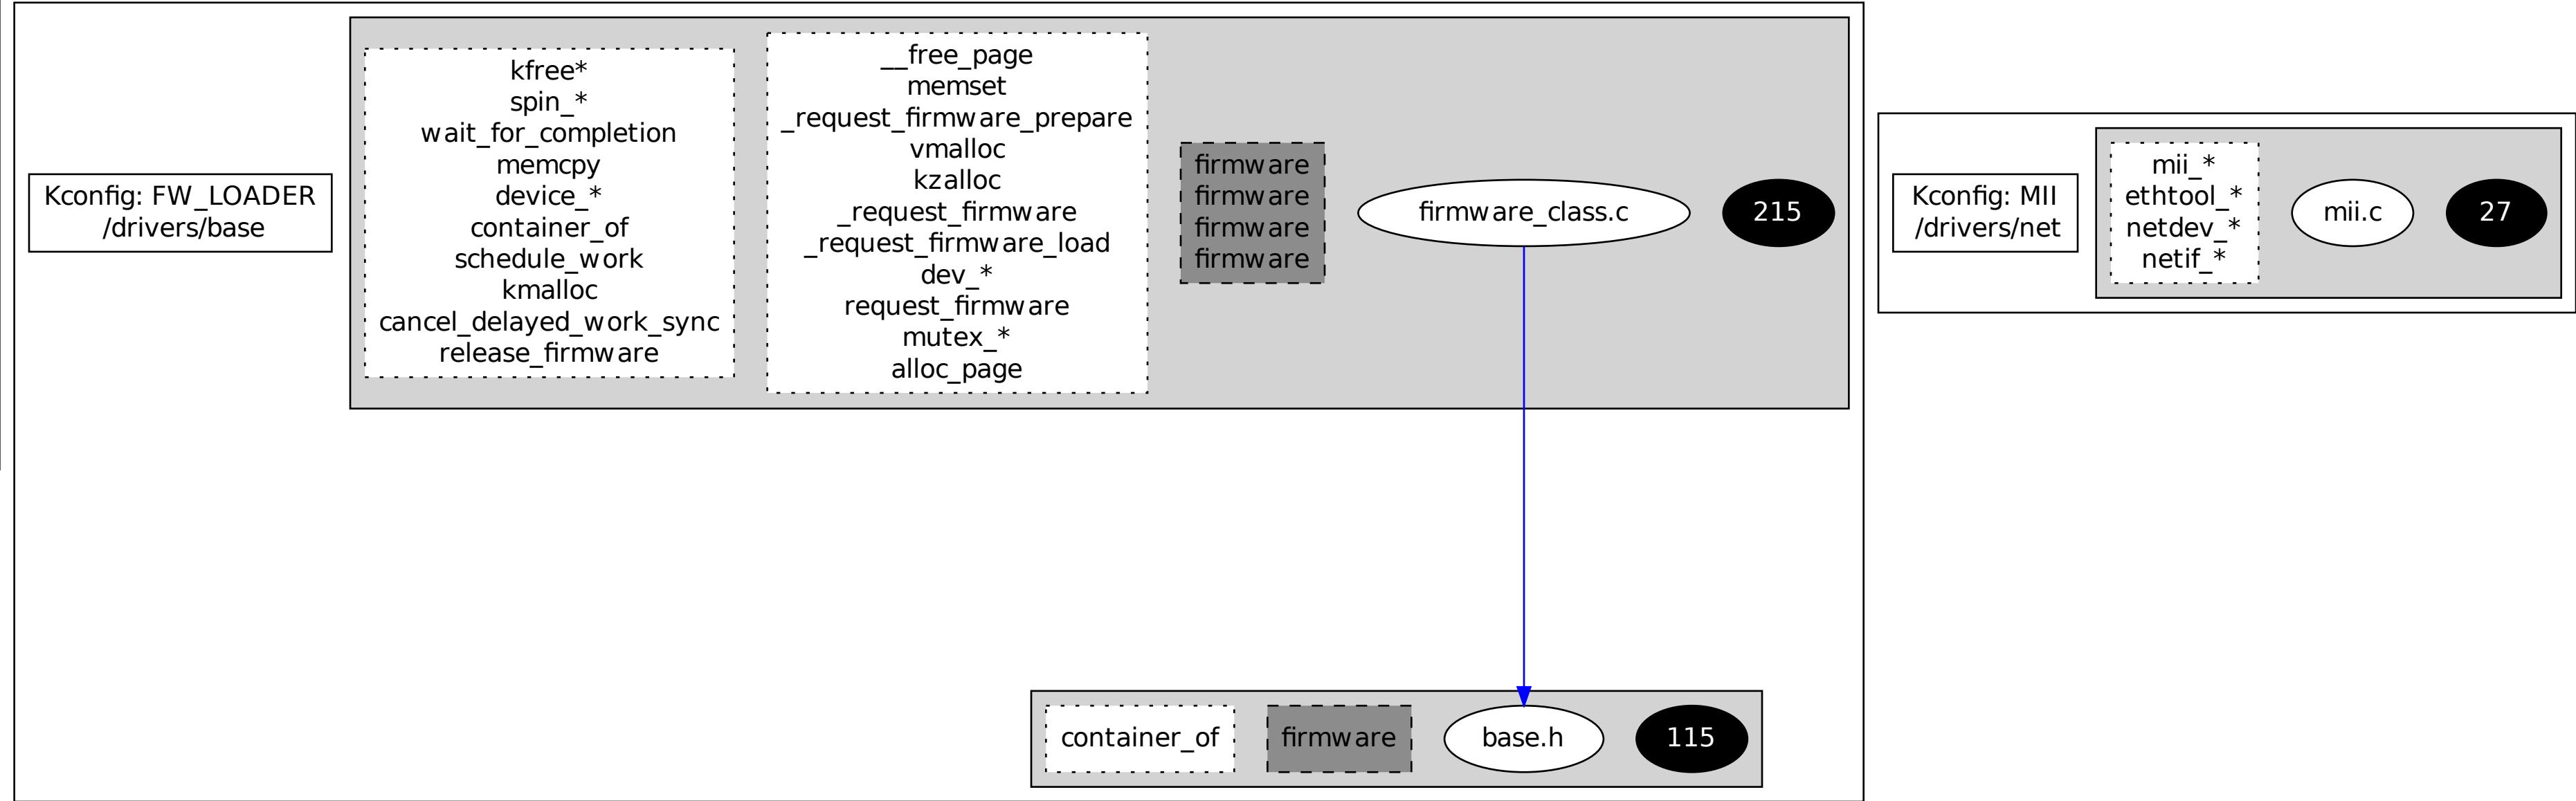 Kconfig: FW_LOADER
/drivers/base
kfree*
spin_*
wait_for_completion
memcpy
device_*
container_of
schedule_work
kmalloc
cancel_delayed_work_sync
release_firmware
__free_page
memset
_request_firmware_prepare
vmalloc
kzalloc
_request_firmware
_request_firmware_load
dev_*
request_firmware
mutex_*
alloc_page
firmware
firmware
firmware
firmware
firmware_class.c
215
Kconfig: MII
/drivers/net
mii_*
ethtool_*
netdev_*
netif_*
mii.c
27
container_of
firmware
base.h
115